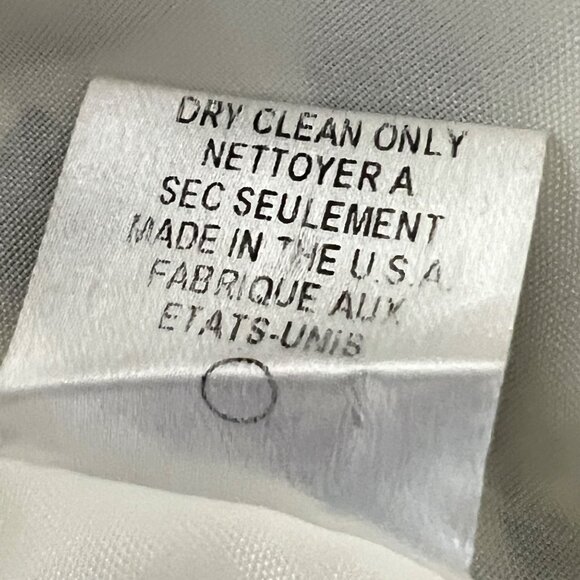 DRY CLEAN ONLY
NETTOYER A
SEC SEULEMENT
MADE IN THE U.S.A.
FABRIQUE AUX
ETATS-UNIS